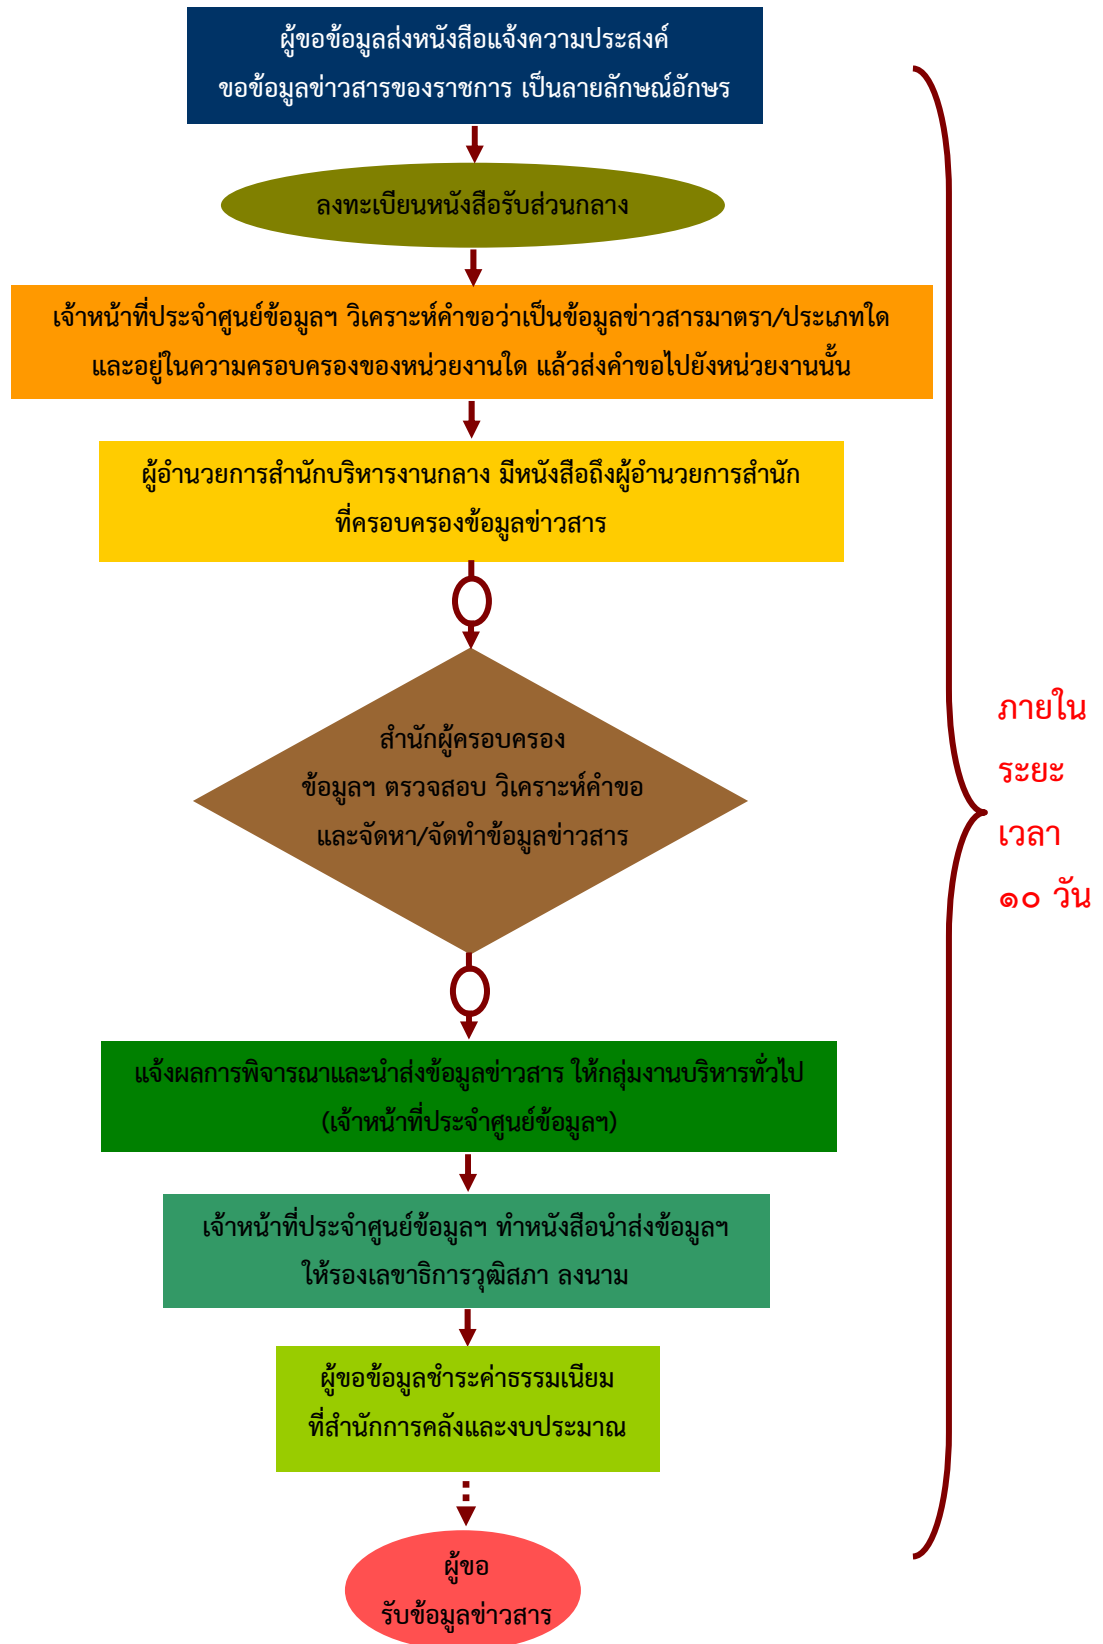 ผู้ขอข้อมูลส่งหนังสือแจ้งความประสงค์
ขอข้อมูลข่าวสารของราชการ เป็นลายลักษณ์อักษร
ลงทะเบียนหนังสือรับส่วนกลาง
เจ้าหน้าที่ประจำศูนย์ข้อมูลฯ วิเคราะห์คำขอว่าเป็นข้อมูลข่าวสารมาตรา/ประเภทใด
และอยู่ในความครอบครองของหน่วยงานใด แล้วส่งคำขอไปยังหน่วยงานนั้น
ผู้อำนวยการสำนักบริหารงานกลาง มีหนังสือถึงผู้อำนวยการสำนัก
ที่ครอบครองข้อมูลข่าวสาร
สำนักผู้ครอบครอง
ข้อมูลฯ ตรวจสอบ วิเคราะห์คำขอ
และจัดหา/จัดทำข้อมูลข่าวสาร
แจ้งผลการพิจารณาและนำส่งข้อมูลข่าวสาร ให้กลุ่มงานบริหารทั่วไป
(เจ้าหน้าที่ประจำศูนย์ข้อมูลฯ)
เจ้าหน้าที่ประจำศูนย์ข้อมูลฯ ทำหนังสือนำส่งข้อมูลฯ
ให้รองเลขาธิการวุฒิสภา ลงนาม
ผู้ขอข้อมูลชำระค่าธรรมเนียม
ที่สำนักการคลังและงบประมาณ
ผู้ขอ
รับข้อมูลข่าวสาร
ภายใน
ระยะ
เวลา
๑๐ วัน